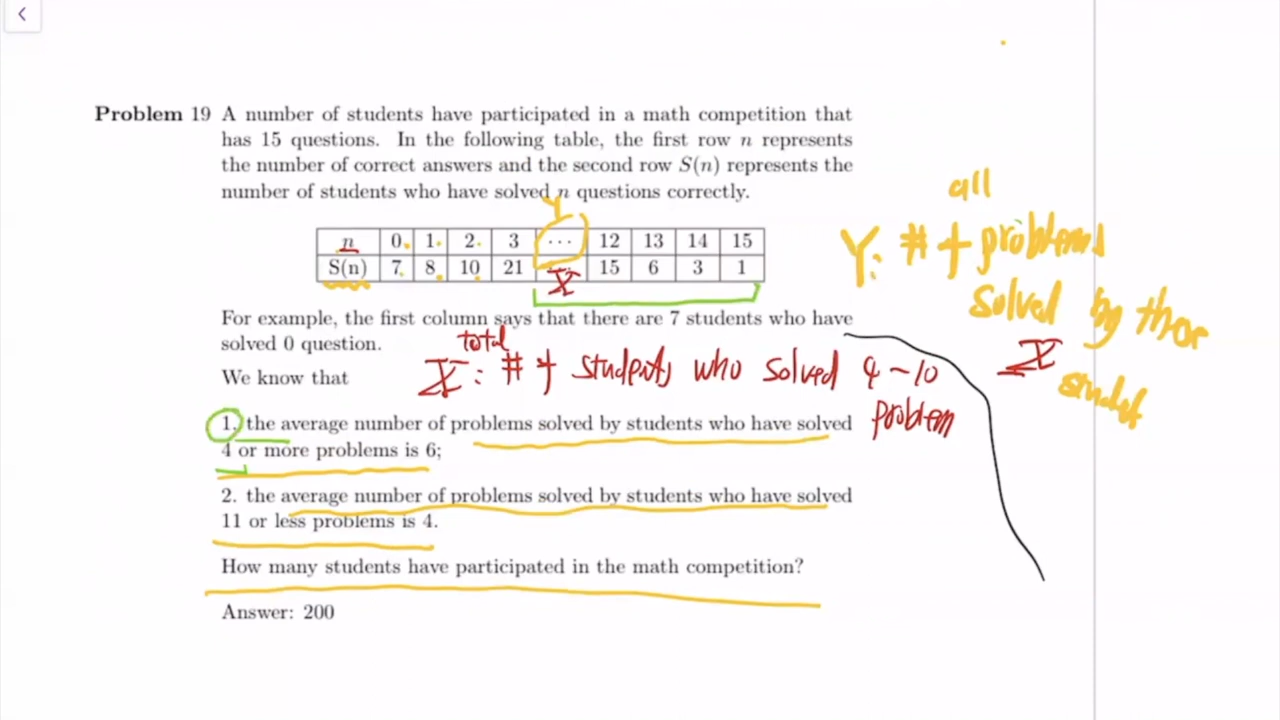 Problem 19 A number of students have participated in a math competition that
has 15 questions. In the following table, the first row n represents
the number of correct answers and the second row S(n) represents the
number of students who have solved n questions correctly.
Y
n 0 1 2 3 ... 12 13 14 15
S(n) 7 8 10 21 15 6 3 1
X
For example, the first column says that there are 7 students who have
solved 0 question.
We know that
total
X : # of students who solved 4 ~ 10
problem
1. the average number of problems solved by students who have solved
4 or more problems is 6;
2. the average number of problems solved by students who have solved
11 or less problems is 4.
How many students have participated in the math competition?
Answer: 200
all
Y: # of problems
solved by
X